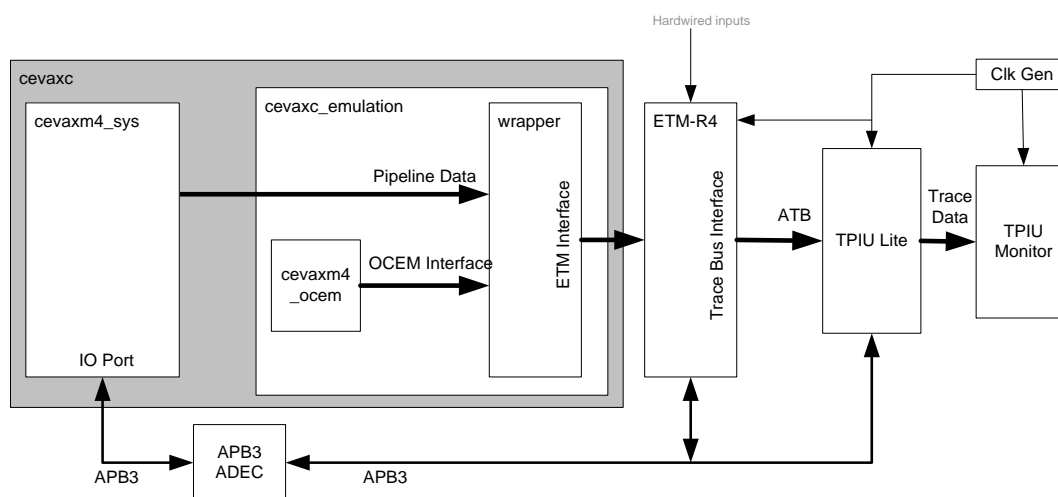 Hardwired inputs
cevaxc
Clk Gen
cevaxc_emulation
cevaxm4_sys
wrapper
ETM-R4
Pipeline Data
ETM Interface
Trace Bus Interface
ATB
TPIU Lite
Trace
Data
TPIU
Monitor
OCEM Interface
cevaxm4
_ocem
IO Port
APB3
APB3
ADEC
APB3